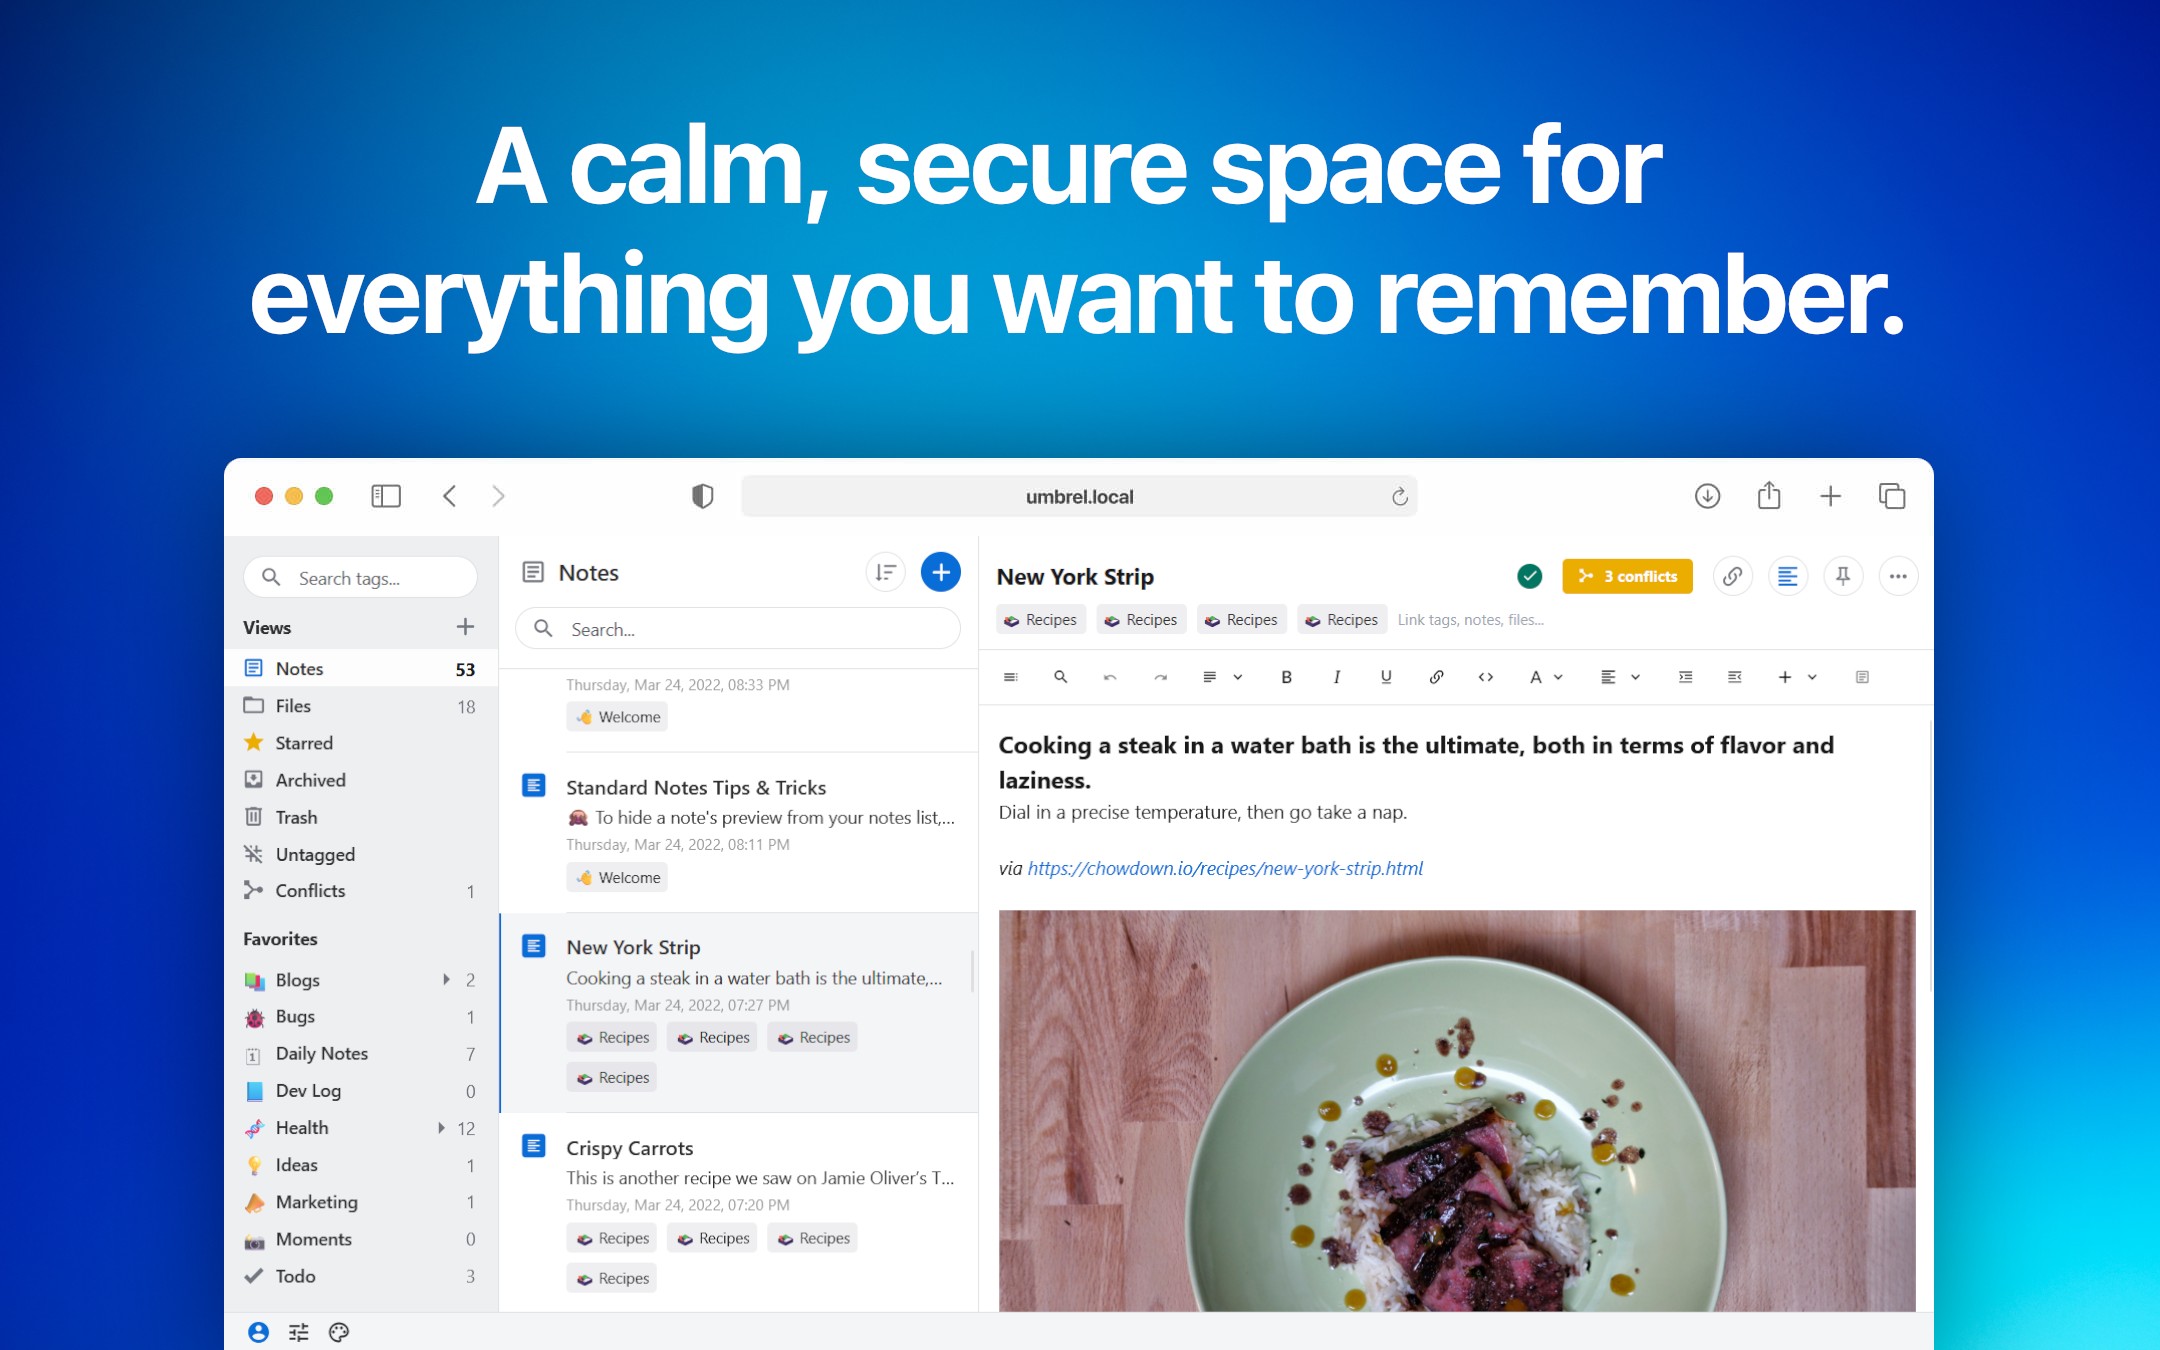 A calm, secure space for
everything you want to remember.
umbrel.local
Search tags...
Views
Notes 53
Files 18
Starred
Archived
Trash
Untagged
Conflicts 1
Favorites
Blogs 2
Bugs 1
Daily Notes 7
Dev Log 0
Health 12
Ideas 1
Marketing 1
Moments 0
Todo 3
Notes
Search...
Thursday, Mar 24, 2022, 08:33 PM
Welcome
Standard Notes Tips & Tricks
To hide a note's preview from your notes list,...
Thursday, Mar 24, 2022, 08:11 PM
Welcome
New York Strip
Cooking a steak in a water bath is the ultimate,...
Thursday, Mar 24, 2022, 07:27 PM
Recipes Recipes Recipes
Recipes
Crispy Carrots
This is another recipe we saw on Jamie Oliver’s T...
Thursday, Mar 24, 2022, 07:20 PM
Recipes Recipes Recipes
Recipes
New York Strip
3 conflicts
Recipes Recipes Recipes Recipes Link tags, notes, files...
B I U A
Cooking a steak in a water bath is the ultimate, both in terms of flavor and
laziness.
Dial in a precise temperature, then go take a nap.
via https://chowdown.io/recipes/new-york-strip.html